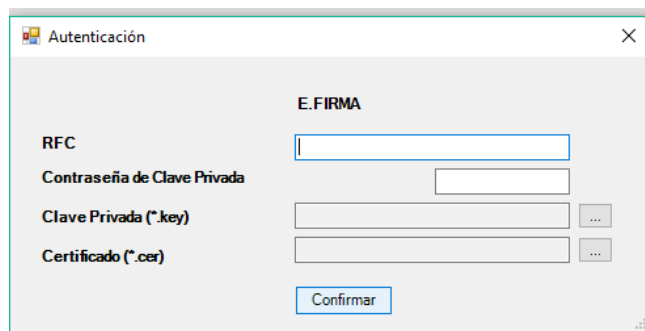 Autenticación
E.FIRMA
RFC
Contraseña de Clave Privada
Clave Privada (*.key)
...
Certificado (*.cer)
...
Confirmar